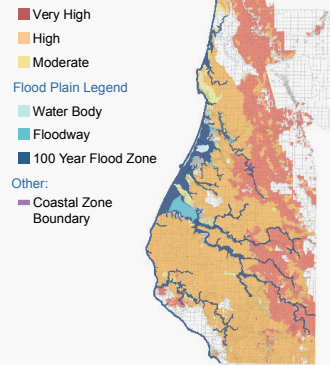 Very High
High
Moderate
Flood Plain Legend
Water Body
Floodway
100 Year Flood Zone
Other:
Coastal Zone
Boundary